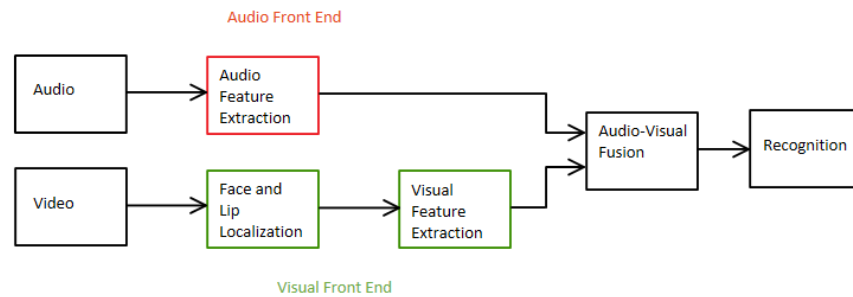 Audio Front End
Audio
Audio
Feature
Extraction
Audio-Visual
Fusion
Recognition
Video
Face and
Lip
Localization
Visual
Feature
Extraction
Visual Front End